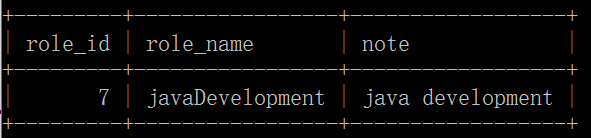 role_id | role_name | note
7 | javaDevelopment | java development